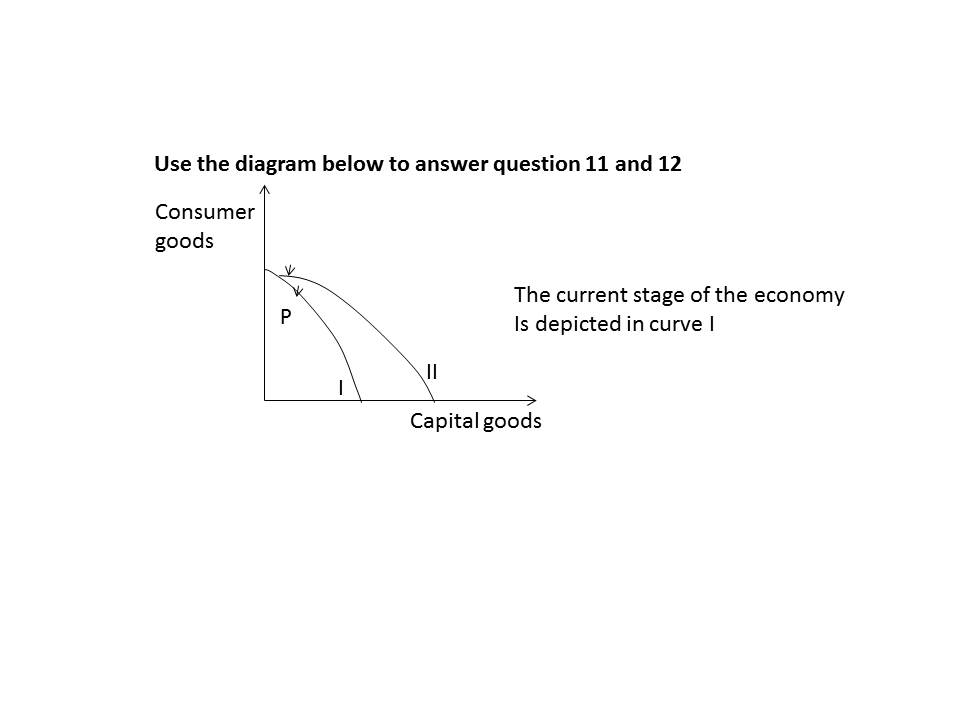 Use the diagram below to answer question 11 and 12
Consumer
goods
The current stage of the economy
Is depicted in curve I
P
II
I
Capital goods